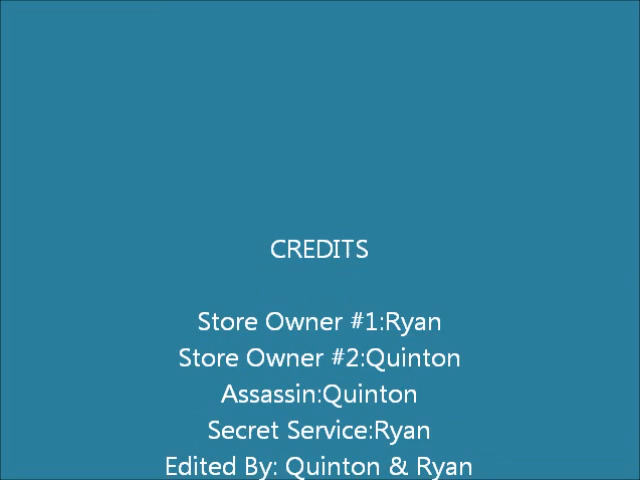 CREDITS
Store Owner #1:Ryan
Store Owner #2:Quinton
Assassin:Quinton
Secret Service:Ryan
Edited By: Quinton & Ryan